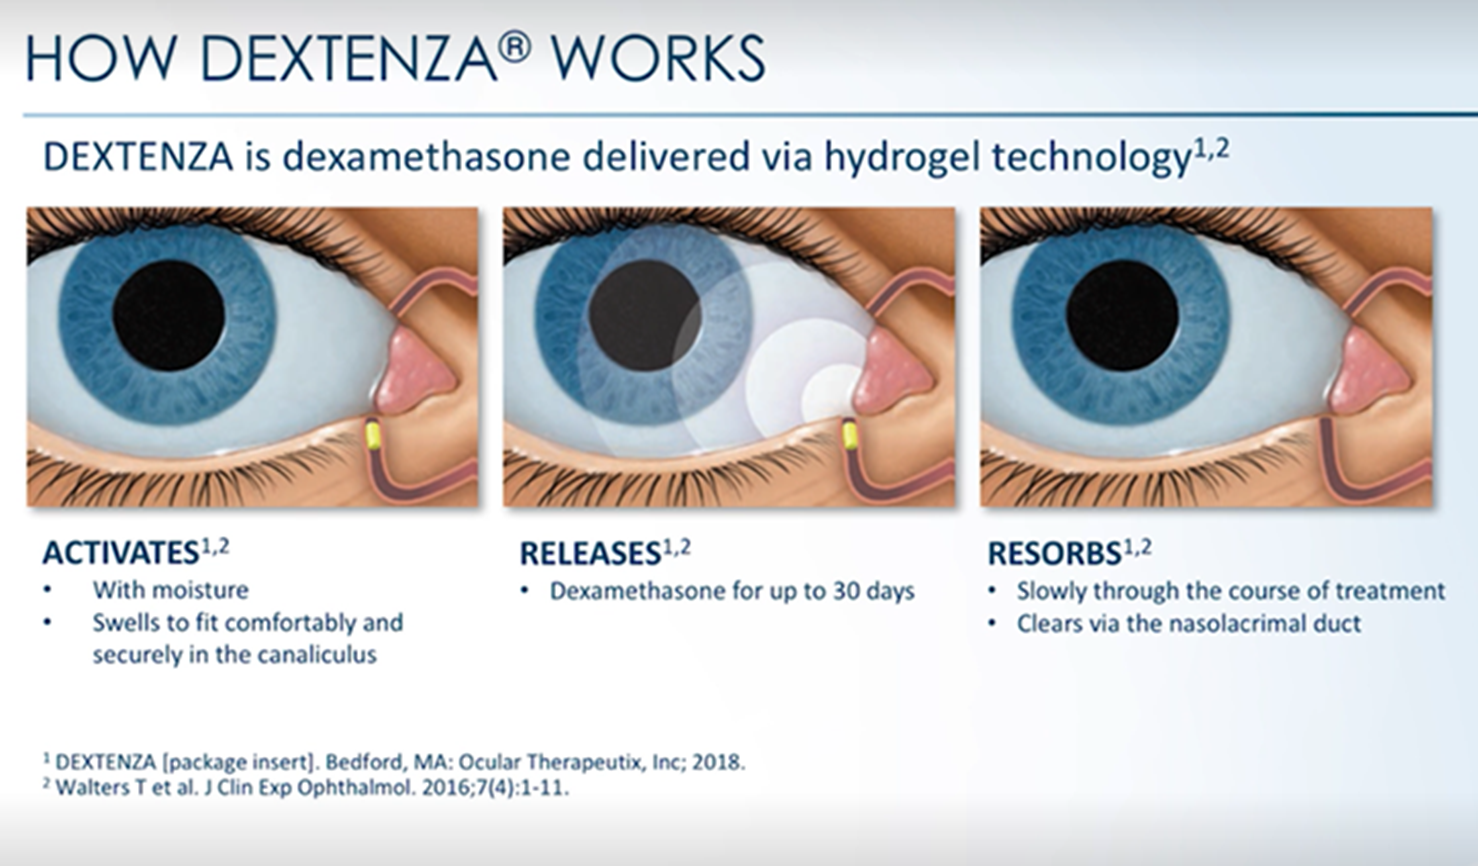 HOW DEXTENZA® WORKS
DEXTENZA is dexamethasone delivered via hydrogel technology1,2
ACTIVATES1,2
• With moisture
• Swells to fit comfortably and
securely in the canaliculus
RELEASES1,2
• Dexamethasone for up to 30 days
RESORBS1,2
• Slowly through the course of treatment
• Clears via the nasolacrimal duct
1 DEXTENZA [package insert]. Bedford, MA: Ocular Therapeutix, Inc; 2018.
2 Walters T et al. J Clin Exp Ophthalmol. 2016;7(4):1-11.